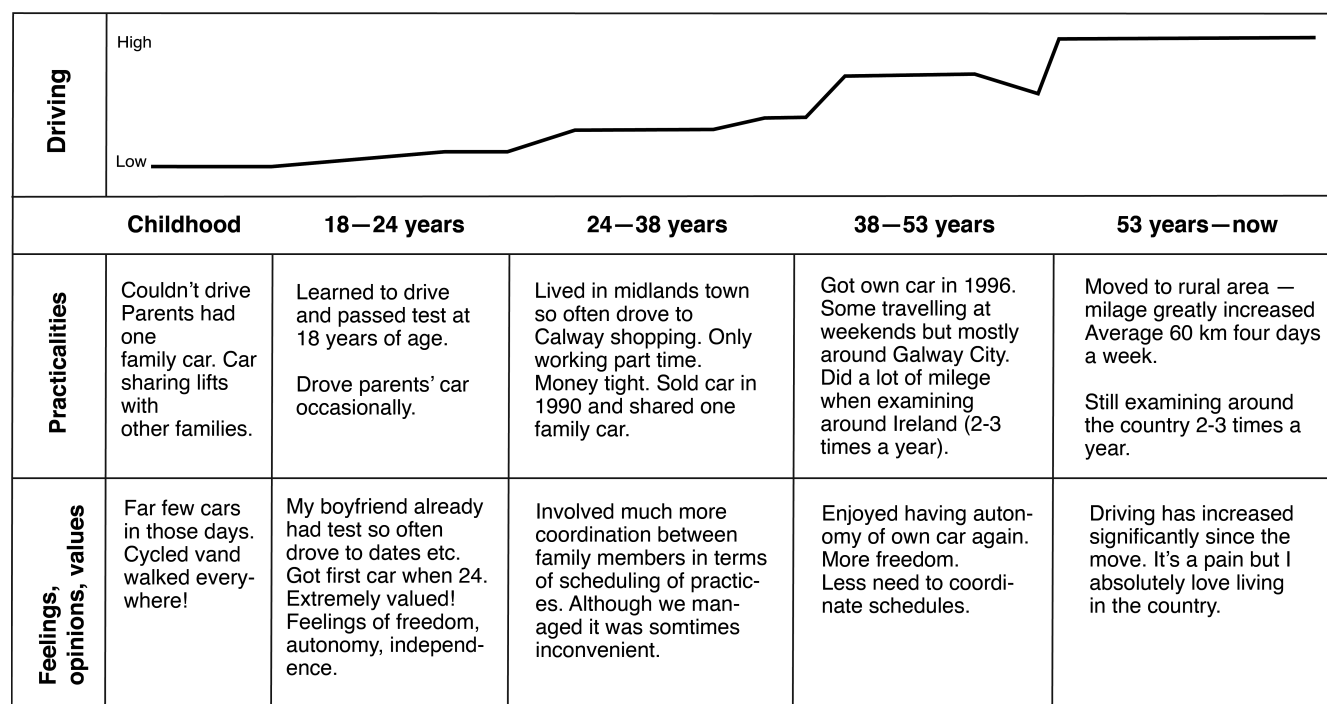 Driving
High
Low
Childhood
18—24 years
24—38 years
38—53 years
53 years—now
Practicalities
Couldn't drive
Parents had
one
family car. Car
sharing lifts
with
other families.
Learned to drive
and passed test at
18 years of age.
Drove parents' car
occasionally.
Lived in midlands town
so often drove to
Calway shopping. Only
working part time.
Money tight. Sold car in
1990 and shared one
family car.
Got own car in 1996.
Some travelling at
weekends but mostly
around Galway City.
Did a lot of milege
when examining
around Ireland (2-3
times a year).
Moved to rural area —
milage greatly increased
Average 60 km four days
a week.
Still examining around
the country 2-3 times a
year.
Feelings,
opinions, values
Far few cars
in those days.
Cycled vand
walked every-
where!
My boyfriend already
had test so often
drove to dates etc.
Got first car when 24.
Extremely valued!
Feelings of freedom,
autonomy, independ-
ence.
Involved much more
coordination between
family members in terms
of scheduling of practic-
es. Although we man-
aged it was somtimes
inconvenient.
Enjoyed having auton-
omy of own car again.
More freedom.
Less need to coordi-
nate schedules.
Driving has increased
significantly since the
move. It's a pain but I
absolutely love living
in the country.